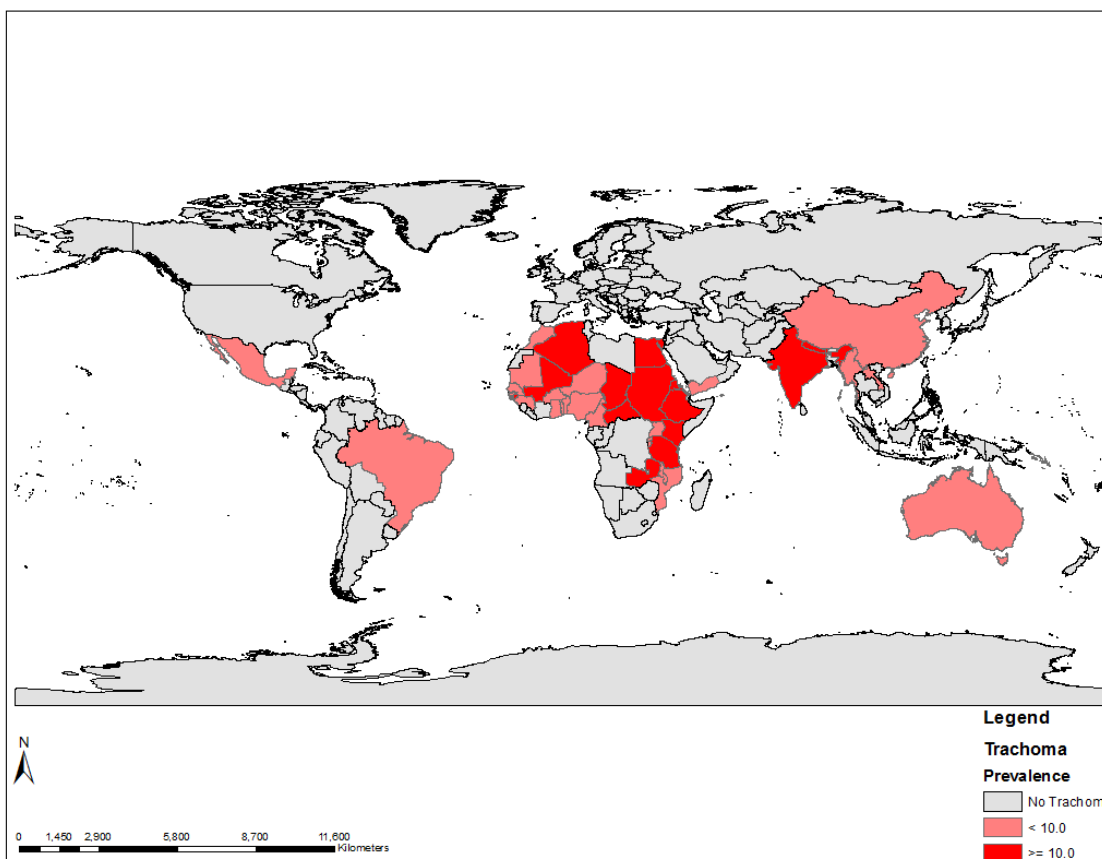 Legend
Trachoma
Prevalence
No Trachom
< 10.0
>= 10.0
N
0 1,450 2,900 5,800 8,700 11,600
Kilometers